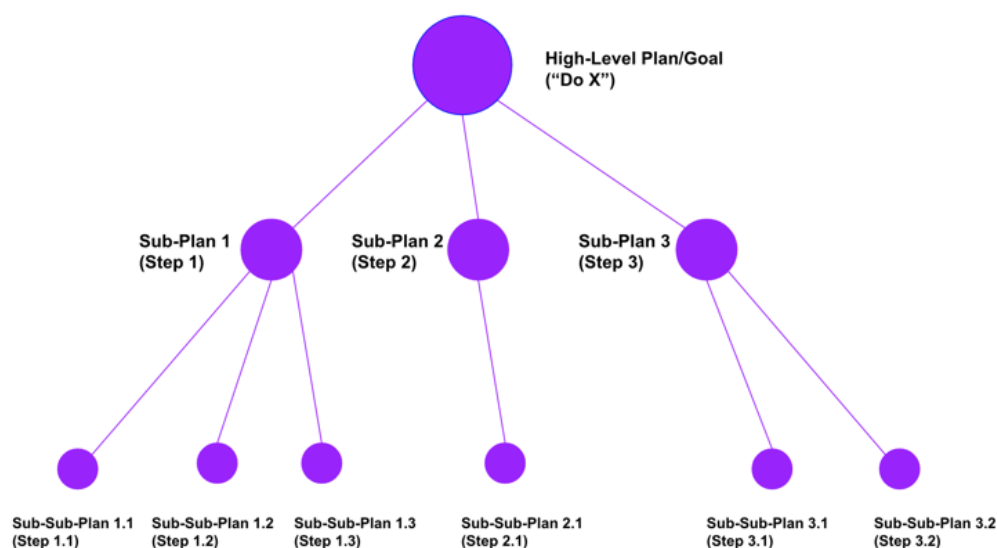 High-Level Plan/Goal
(“Do X”)
Sub-Plan 1
(Step 1)
Sub-Plan 2
(Step 2)
Sub-Plan 3
(Step 3)
Sub-Sub-Plan 1.1
(Step 1.1)
Sub-Sub-Plan 1.2
(Step 1.2)
Sub-Sub-Plan 1.3
(Step 1.3)
Sub-Sub-Plan 2.1
(Step 2.1)
Sub-Sub-Plan 3.1
(Step 3.1)
Sub-Sub-Plan 3.2
(Step 3.2)